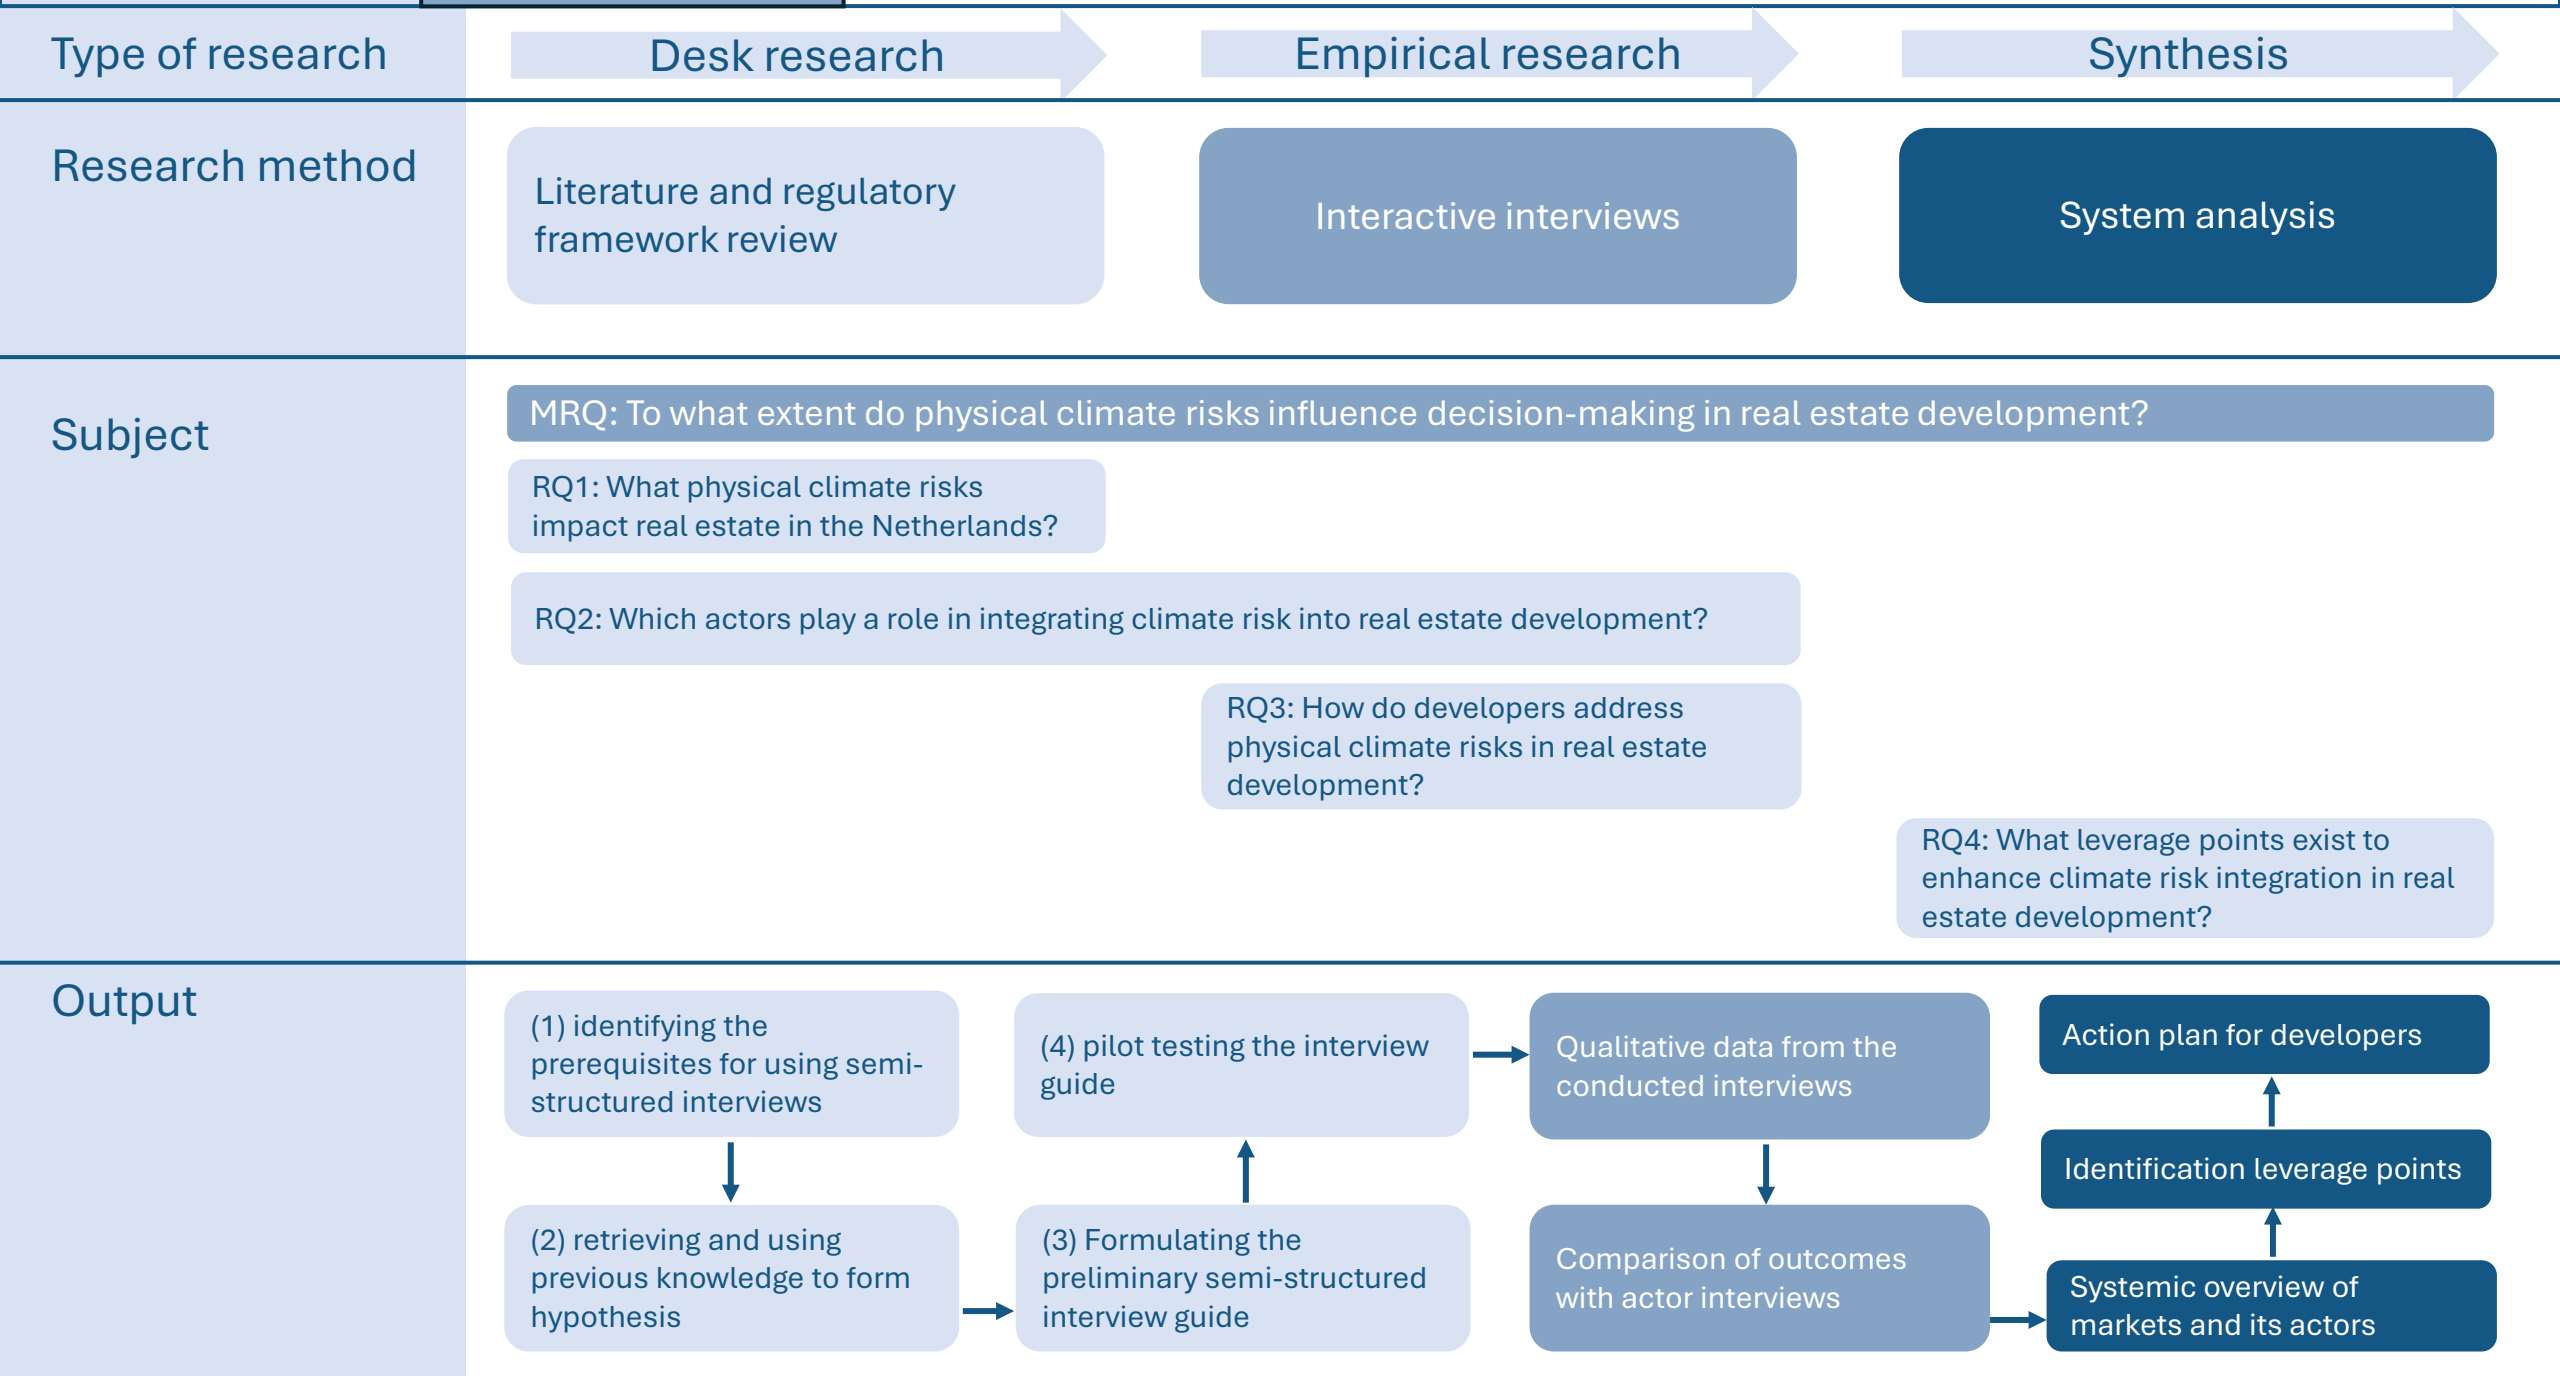 Type of research
Desk research
Empirical research
Synthesis
Research method
Literature and regulatory
framework review
Interactive interviews
System analysis
Subject
MRQ: To what extent do physical climate risks influence decision-making in real estate development?
RQ1: What physical climate risks
impact real estate in the Netherlands?
RQ2: Which actors play a role in integrating climate risk into real estate development?
RQ3: How do developers address
physical climate risks in real estate
development?
RQ4: What leverage points exist to
enhance climate risk integration in real
estate development?
Output
(1) identifying the
prerequisites for using semi-
structured interviews
(2) retrieving and using
previous knowledge to form
hypothesis
(3) Formulating the
preliminary semi-structured
interview guide
(4) pilot testing the interview
guide
Qualitative data from the
conducted interviews
Comparison of outcomes
with actor interviews
Systemic overview of
markets and its actors
Identification leverage points
Action plan for developers